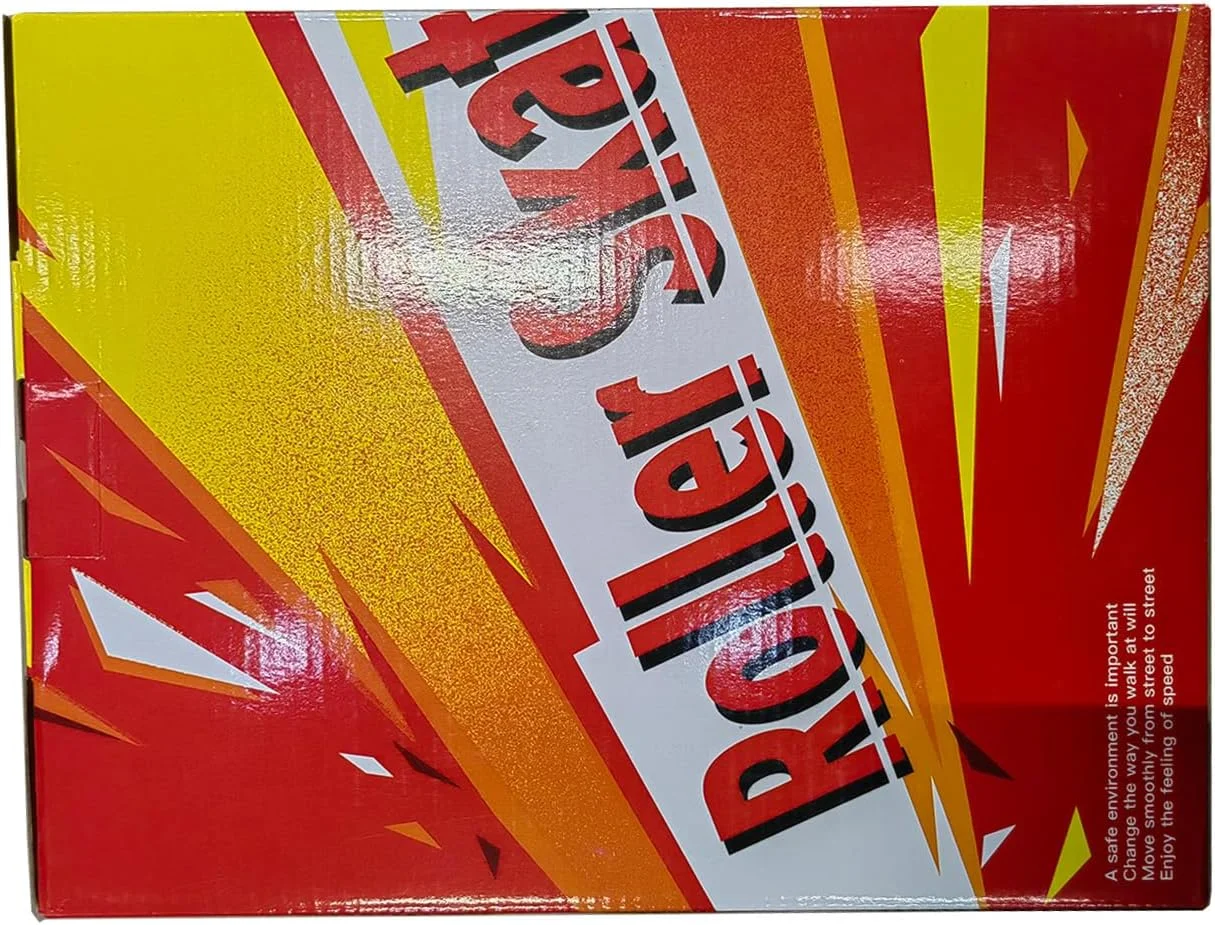 Roller Skat
A safe environment is important
Change the way you walk at will
Move smoothly from street to street
Enjoy the feeling of speed